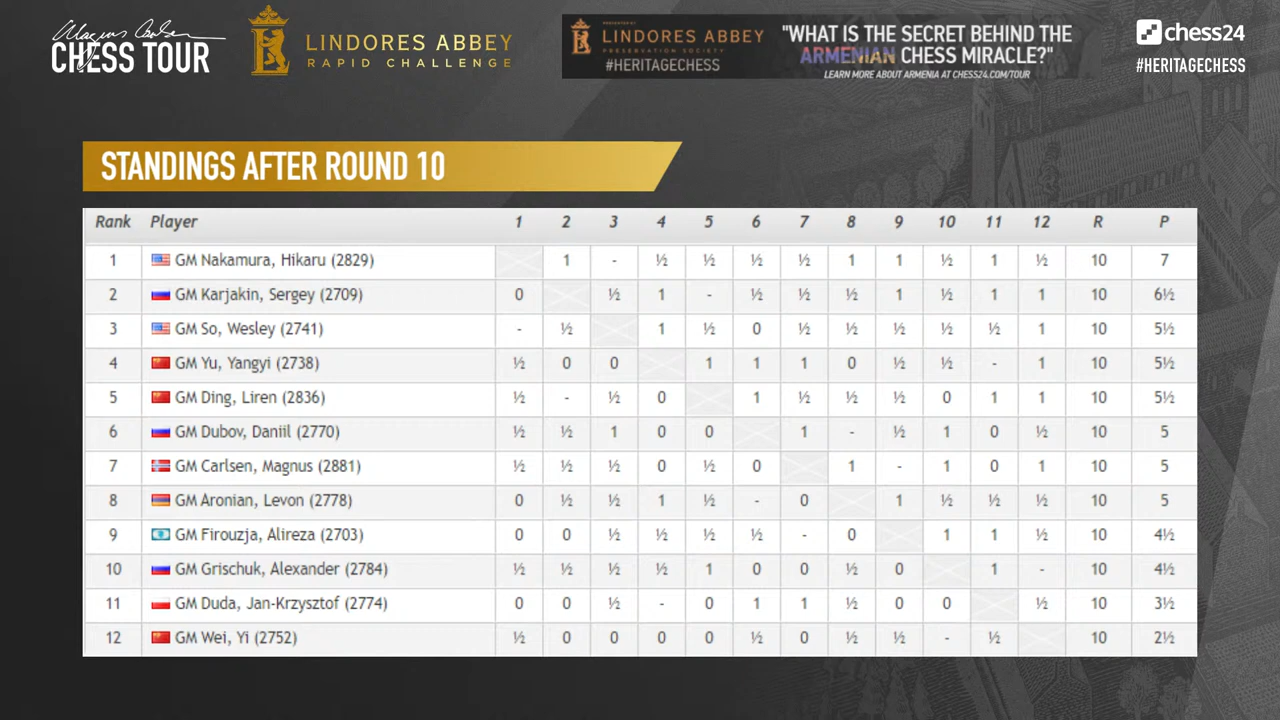 Magnus Carlsen
CHESS TOUR
LINDORES ABBEY
RAPID CHALLENGE
PRESENTED BY
LINDORES ABBEY
PRESERVATION SOCIETY
#HERITAGECHESS
"WHAT IS THE SECRET BEHIND THE
ARMENIAN CHESS MIRACLE?"
LEARN MORE ABOUT ARMENIA AT CHESS24.COM/TOUR
chess24
#HERITAGECHESS
STANDINGS AFTER ROUND 10
Rank Player 1 2 3 4 5 6 7 8 9 10 11 12 R P
1 GM Nakamura, Hikaru (2829) 1 - ½ ½ ½ ½ 1 1 ½ 1 ½ 10 7
2 GM Karjakin, Sergey (2709) 0 ½ 1 - ½ ½ ½ 1 ½ 1 1 10 6½
3 GM So, Wesley (2741) - ½ 1 ½ 0 ½ ½ ½ ½ ½ 1 10 5½
4 GM Yu, Yangyi (2738) ½ 0 0 1 1 1 0 ½ ½ - 1 10 5½
5 GM Ding, Liren (2836) ½ - ½ 0 1 ½ ½ ½ 0 1 1 10 5½
6 GM Dubov, Daniil (2770) ½ ½ 1 0 0 1 - ½ 1 0 ½ 10 5
7 GM Carlsen, Magnus (2881) ½ ½ ½ 0 ½ 0 1 - 1 0 1 10 5
8 GM Aronian, Levon (2778) 0 ½ ½ 1 ½ - 0 1 ½ ½ ½ 10 5
9 GM Firouzja, Alireza (2703) 0 0 ½ ½ ½ ½ - 0 1 1 ½ 10 4½
10 GM Grischuk, Alexander (2784) ½ ½ ½ ½ 1 0 0 ½ 0 1 - 10 4½
11 GM Duda, Jan-Krzysztof (2774) 0 0 ½ - 0 1 1 ½ 0 0 ½ 10 3½
12 GM Wei, Yi (2752) ½ 0 0 0 0 ½ 0 ½ ½ - ½ 10 2½